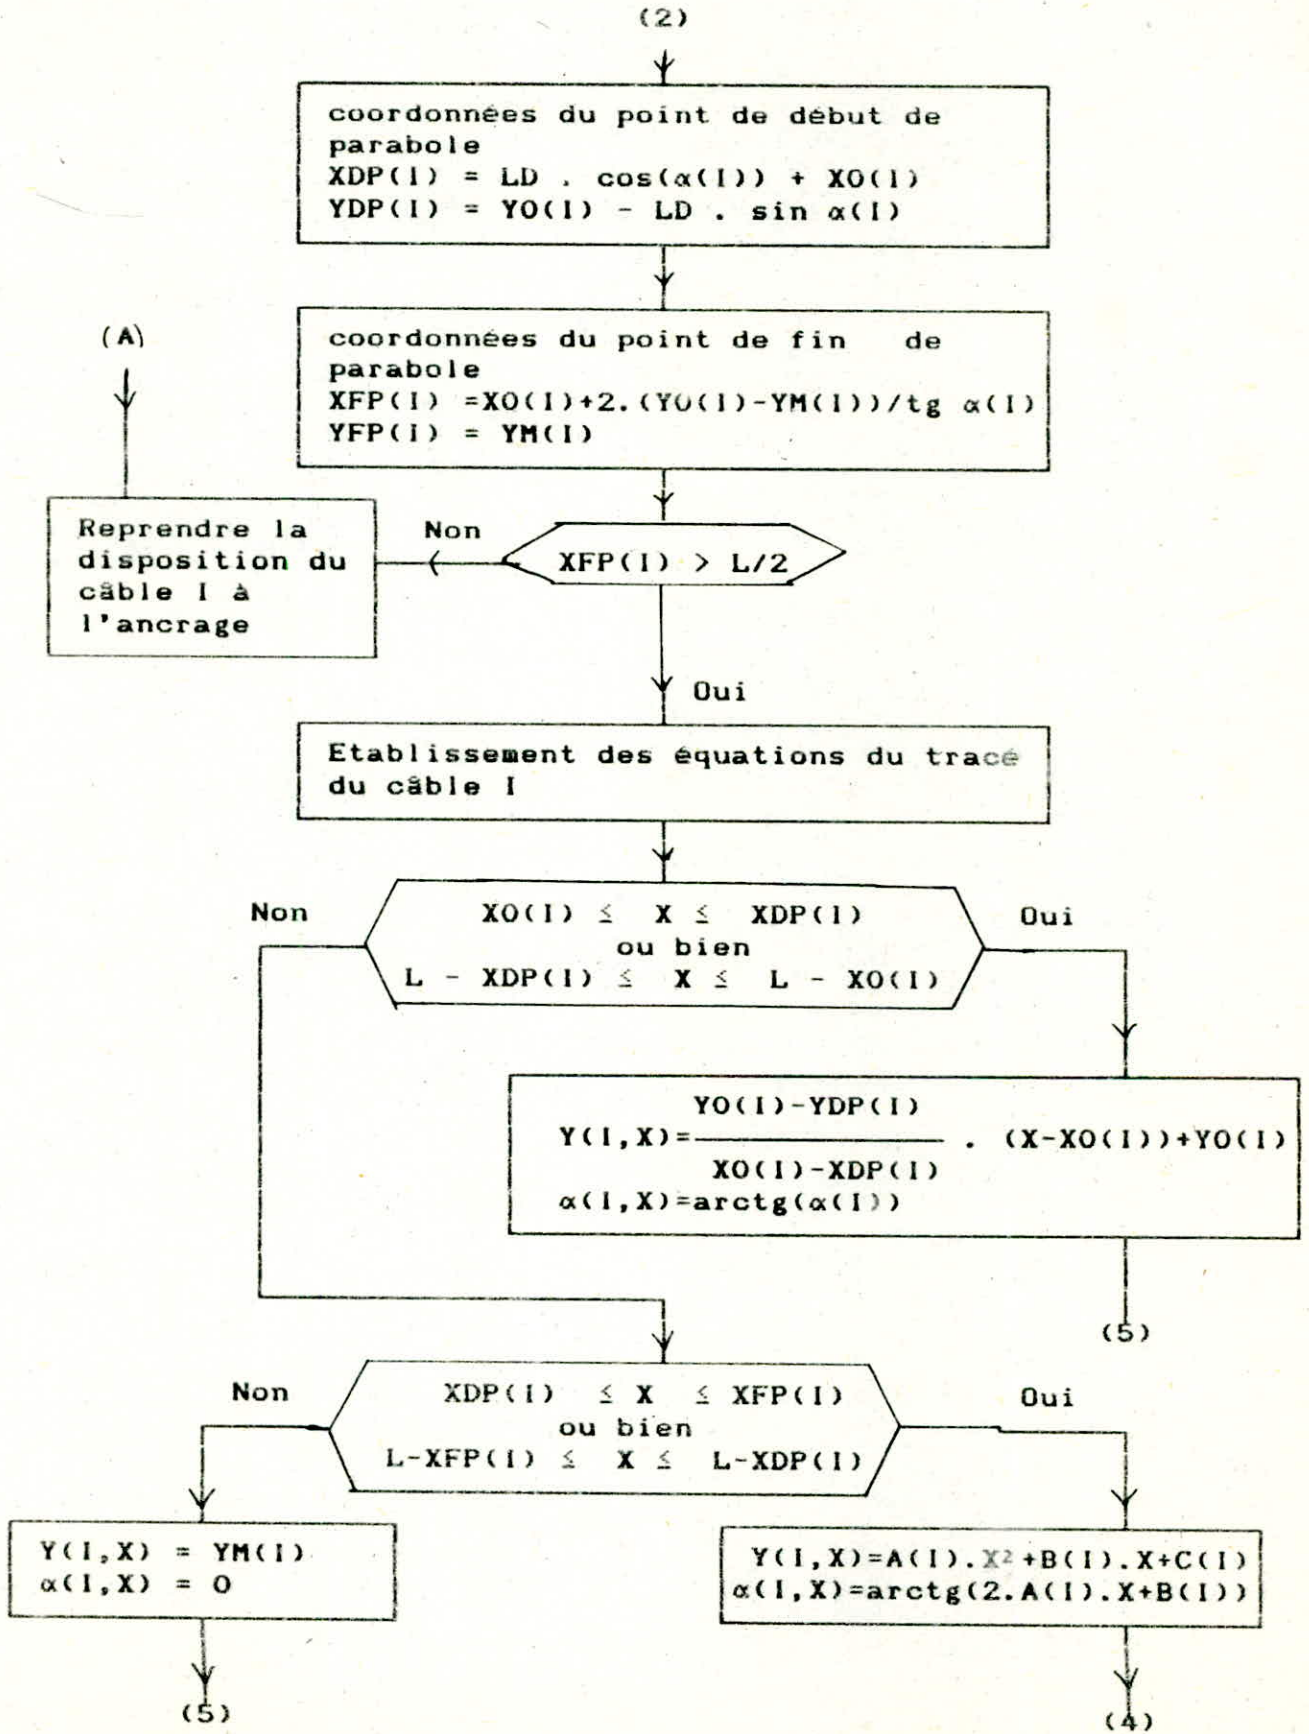 (2)
coordonnées du point de début de
parabole
XDP(I) = LD . cos(α(I)) + XO(I)
YDP(I) = YO(I) - LD . sin α(I)
coordonnées du point de fin de
parabole
XFP(I) =XO(I)+2.(YO(I)-YM(I))/tg α(I)
YFP(I) = YM(I)
(A)
Reprendre la
disposition du
câble I à
l'ancrage
Non
XFP(I) > L/2
Oui
Etablissement des équations du tracé
du câble I
Non
XO(I) ≤ X ≤ XDP(I)
ou bien
L - XDP(I) ≤ X ≤ L - XO(I)
Oui
YO(I)-YDP(I)
Y(I,X)= . (X-XO(I))+YO(I)
XO(I)-XDP(I)
α(I,X)=arctg(α(I))
(5)
Non
XDP(I) ≤ X ≤ XFP(I)
ou bien
L-XFP(I) ≤ X ≤ L-XDP(I)
Oui
Y(I,X) = YM(I)
α(I,X) = O
(5)
Y(I,X)=A(I).X²+B(I).X+C(I)
α(I,X)=arctg(2.A(I).X+B(I))
(4)